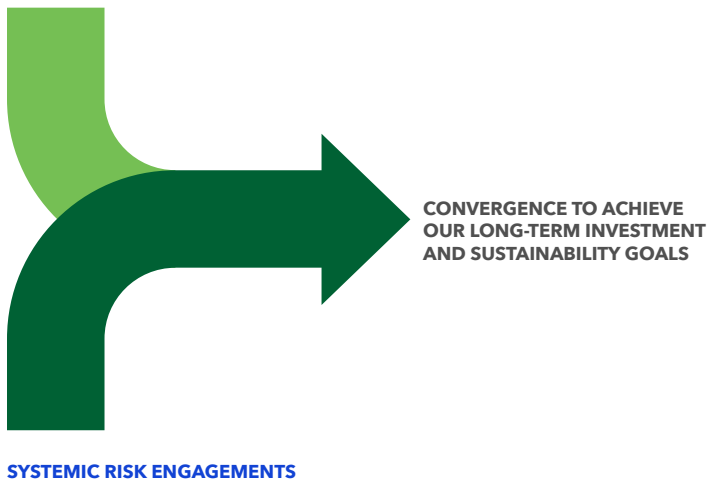 CONVERGENCE TO ACHIEVE
OUR LONG-TERM INVESTMENT
AND SUSTAINABILITY GOALS
SYSTEMIC RISK ENGAGEMENTS